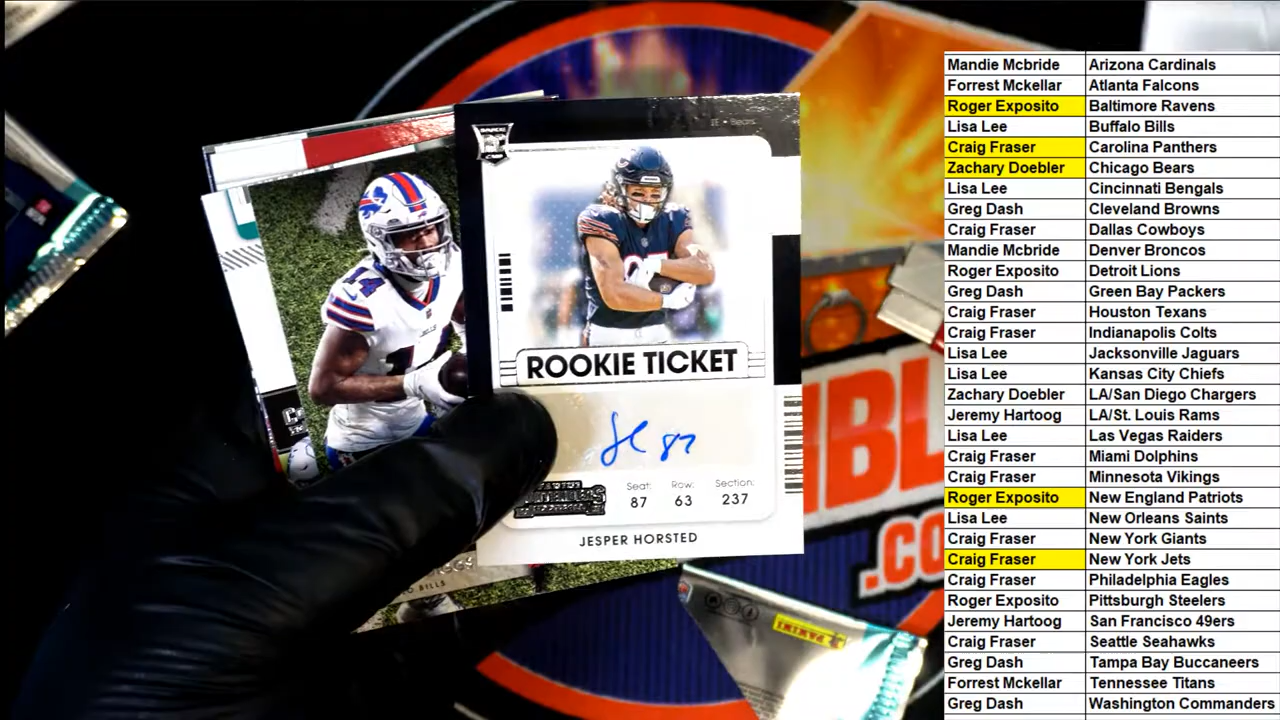 TE • Bears
14
ROOKIE TICKET
87
Seat: Row: Section:
87 63 237
CONTENDERS
JESPER HORSTED
BILLS
PANINI
BL
.CO
Mandie Mcbride Arizona Cardinals
Forrest Mckellar Atlanta Falcons
Roger Exposito Baltimore Ravens
Lisa Lee Buffalo Bills
Craig Fraser Carolina Panthers
Zachary Doebler Chicago Bears
Lisa Lee Cincinnati Bengals
Greg Dash Cleveland Browns
Craig Fraser Dallas Cowboys
Mandie Mcbride Denver Broncos
Roger Exposito Detroit Lions
Greg Dash Green Bay Packers
Craig Fraser Houston Texans
Craig Fraser Indianapolis Colts
Lisa Lee Jacksonville Jaguars
Lisa Lee Kansas City Chiefs
Zachary Doebler LA/San Diego Chargers
Jeremy Hartoog LA/St. Louis Rams
Lisa Lee Las Vegas Raiders
Craig Fraser Miami Dolphins
Craig Fraser Minnesota Vikings
Roger Exposito New England Patriots
Lisa Lee New Orleans Saints
Craig Fraser New York Giants
Craig Fraser New York Jets
Craig Fraser Philadelphia Eagles
Roger Exposito Pittsburgh Steelers
Jeremy Hartoog San Francisco 49ers
Craig Fraser Seattle Seahawks
Greg Dash Tampa Bay Buccaneers
Forrest Mckellar Tennessee Titans
Greg Dash Washington Commanders